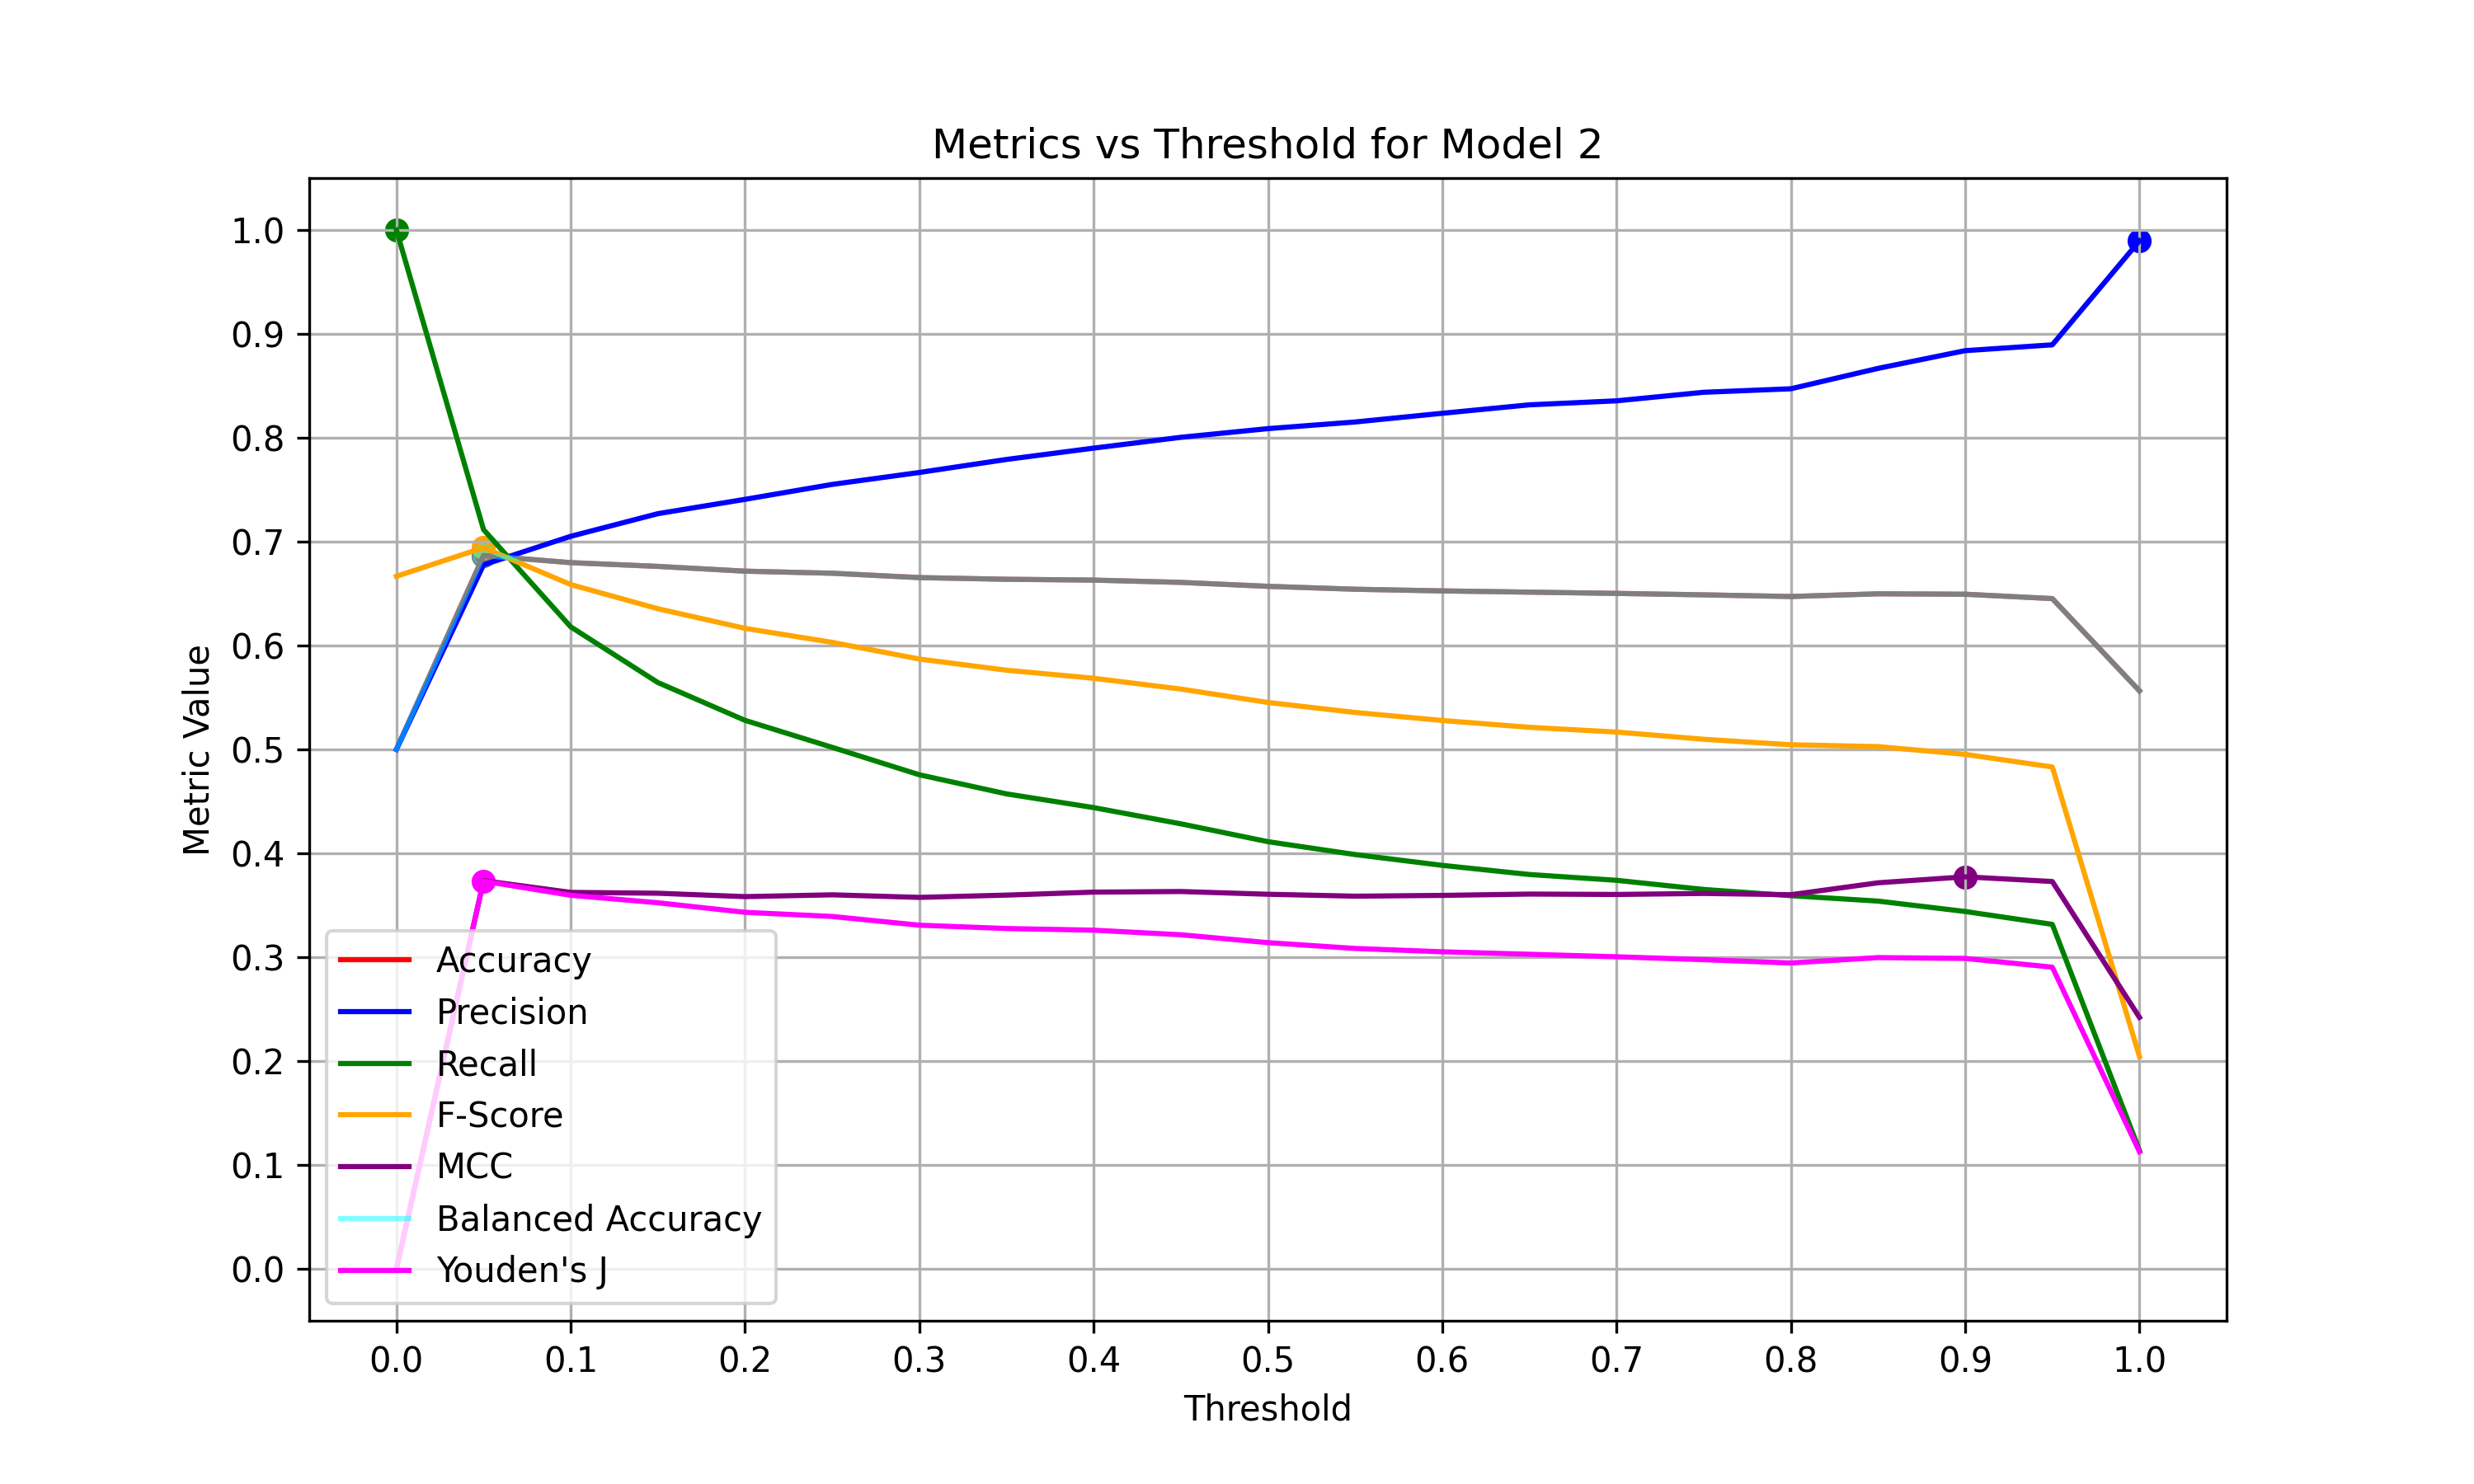 Metrics vs Threshold for Model 2
Metric Value
1.0
0.9
0.8
0.7
0.6
0.5
0.4
0.3
0.2
0.1
0.0
Accuracy
Precision
Recall
F-Score
MCC
Balanced Accuracy
Youden's J
0.0 0.1 0.2 0.3 0.4 0.5 0.6 0.7 0.8 0.9 1.0
Threshold